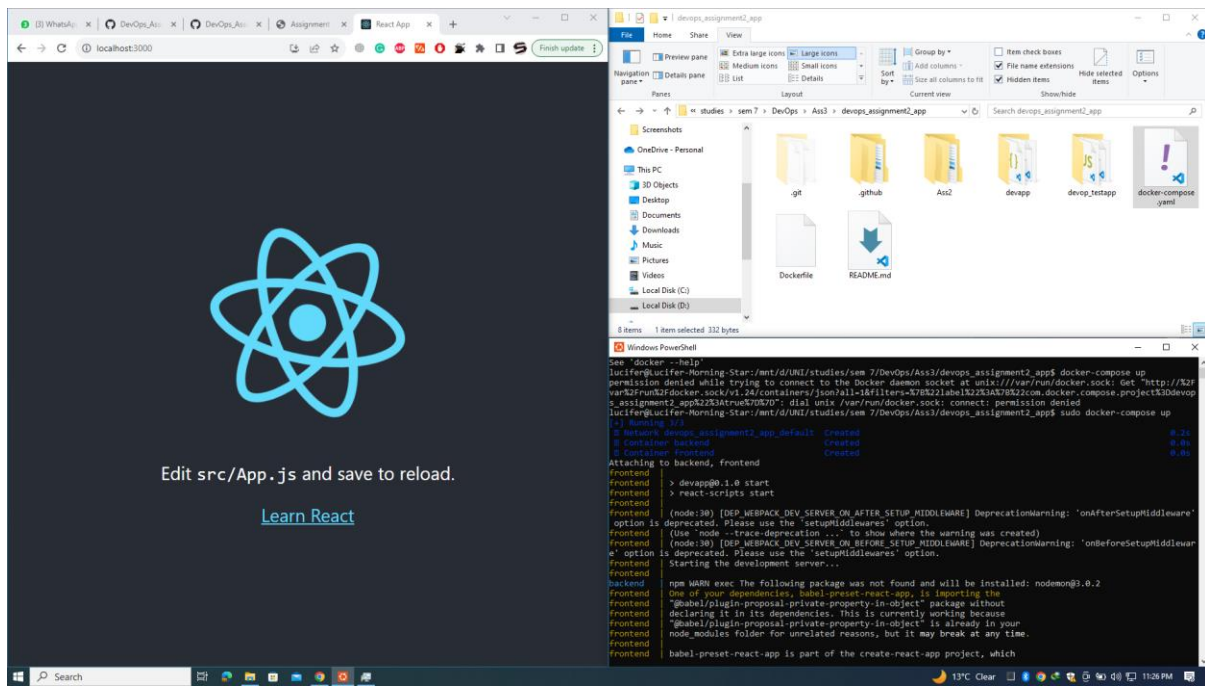 (3) WhatsAp
DevOps_Ass
DevOps_Ass
Assignment
React App
localhost:3000
Finish update
Edit src/App.js and save to reload.
Learn React
devops_assignment2_app
File Home Share View
Navigation pane
Preview pane
Details pane
Extra large icons Large icons
Medium icons Small icons
List Details
Sort by
Group by
Add columns
Size all columns to fit
Item check boxes
File name extensions
Hidden items
Hide selected items
Options
Panes Layout Current view Show/hide
« studies > sem 7 > DevOps > Ass3 > devops_assignment2_app
Search devops_assignment2_app
Screenshots
OneDrive - Personal
This PC
3D Objects
Desktop
Documents
Downloads
Music
Pictures
Videos
Local Disk (C:)
Local Disk (D:)
.git
.github
Ass2
devapp
devop_testapp
docker-compose
.yaml
Dockerfile
README.md
8 items 1 item selected 332 bytes
Windows PowerShell
See 'docker --help'
lucifer@Lucifer-Morning-Star:/mnt/d/UNI/studies/sem 7/DevOps/Ass3/devops_assignment2_app$ docker-compose up
permission denied while trying to connect to the Docker daemon socket at unix:///var/run/docker.sock: Get "http://%2F
var%2Frun%2Fdocker.sock/v1.24/containers/json?all=1&filters=%7B%22label%22%3A%7B%22com.docker.compose.project%3Ddevop
s_assignment2_app%22%3Atrue%7D%7D": dial unix /var/run/docker.sock: connect: permission denied
lucifer@Lucifer-Morning-Star:/mnt/d/UNI/studies/sem 7/DevOps/Ass3/devops_assignment2_app$ sudo docker-compose up
[+] Running 3/3
Network devops_assignment2_app_default Created 0.2s
Container backend Created 0.0s
Container frontend Created 0.0s
Attaching to backend, frontend
frontend |
frontend | > devapp@0.1.0 start
frontend | > react-scripts start
frontend |
frontend | (node:30) [DEP_WEBPACK_DEV_SERVER_ON_AFTER_SETUP_MIDDLEWARE] DeprecationWarning: 'onAfterSetupMiddleware'
option is deprecated. Please use the 'setupMiddlewares' option.
frontend | (Use `node --trace-deprecation ...` to show where the warning was created)
frontend | (node:30) [DEP_WEBPACK_DEV_SERVER_ON_BEFORE_SETUP_MIDDLEWARE] DeprecationWarning: 'onBeforeSetupMiddlewar
e' option is deprecated. Please use the 'setupMiddlewares' option.
frontend | Starting the development server...
frontend |
backend | npm WARN exec The following package was not found and will be installed: nodemon@3.0.2
frontend | One of your dependencies, babel-preset-react-app, is importing the
frontend | "@babel/plugin-proposal-private-property-in-object" package without
frontend | declaring it in its dependencies. This is currently working because
frontend | "@babel/plugin-proposal-private-property-in-object" is already in your
frontend | node_modules folder for unrelated reasons, but it may break at any time.
frontend |
frontend | babel-preset-react-app is part of the create-react-app project, which
Search
13°C Clear
11:26 PM